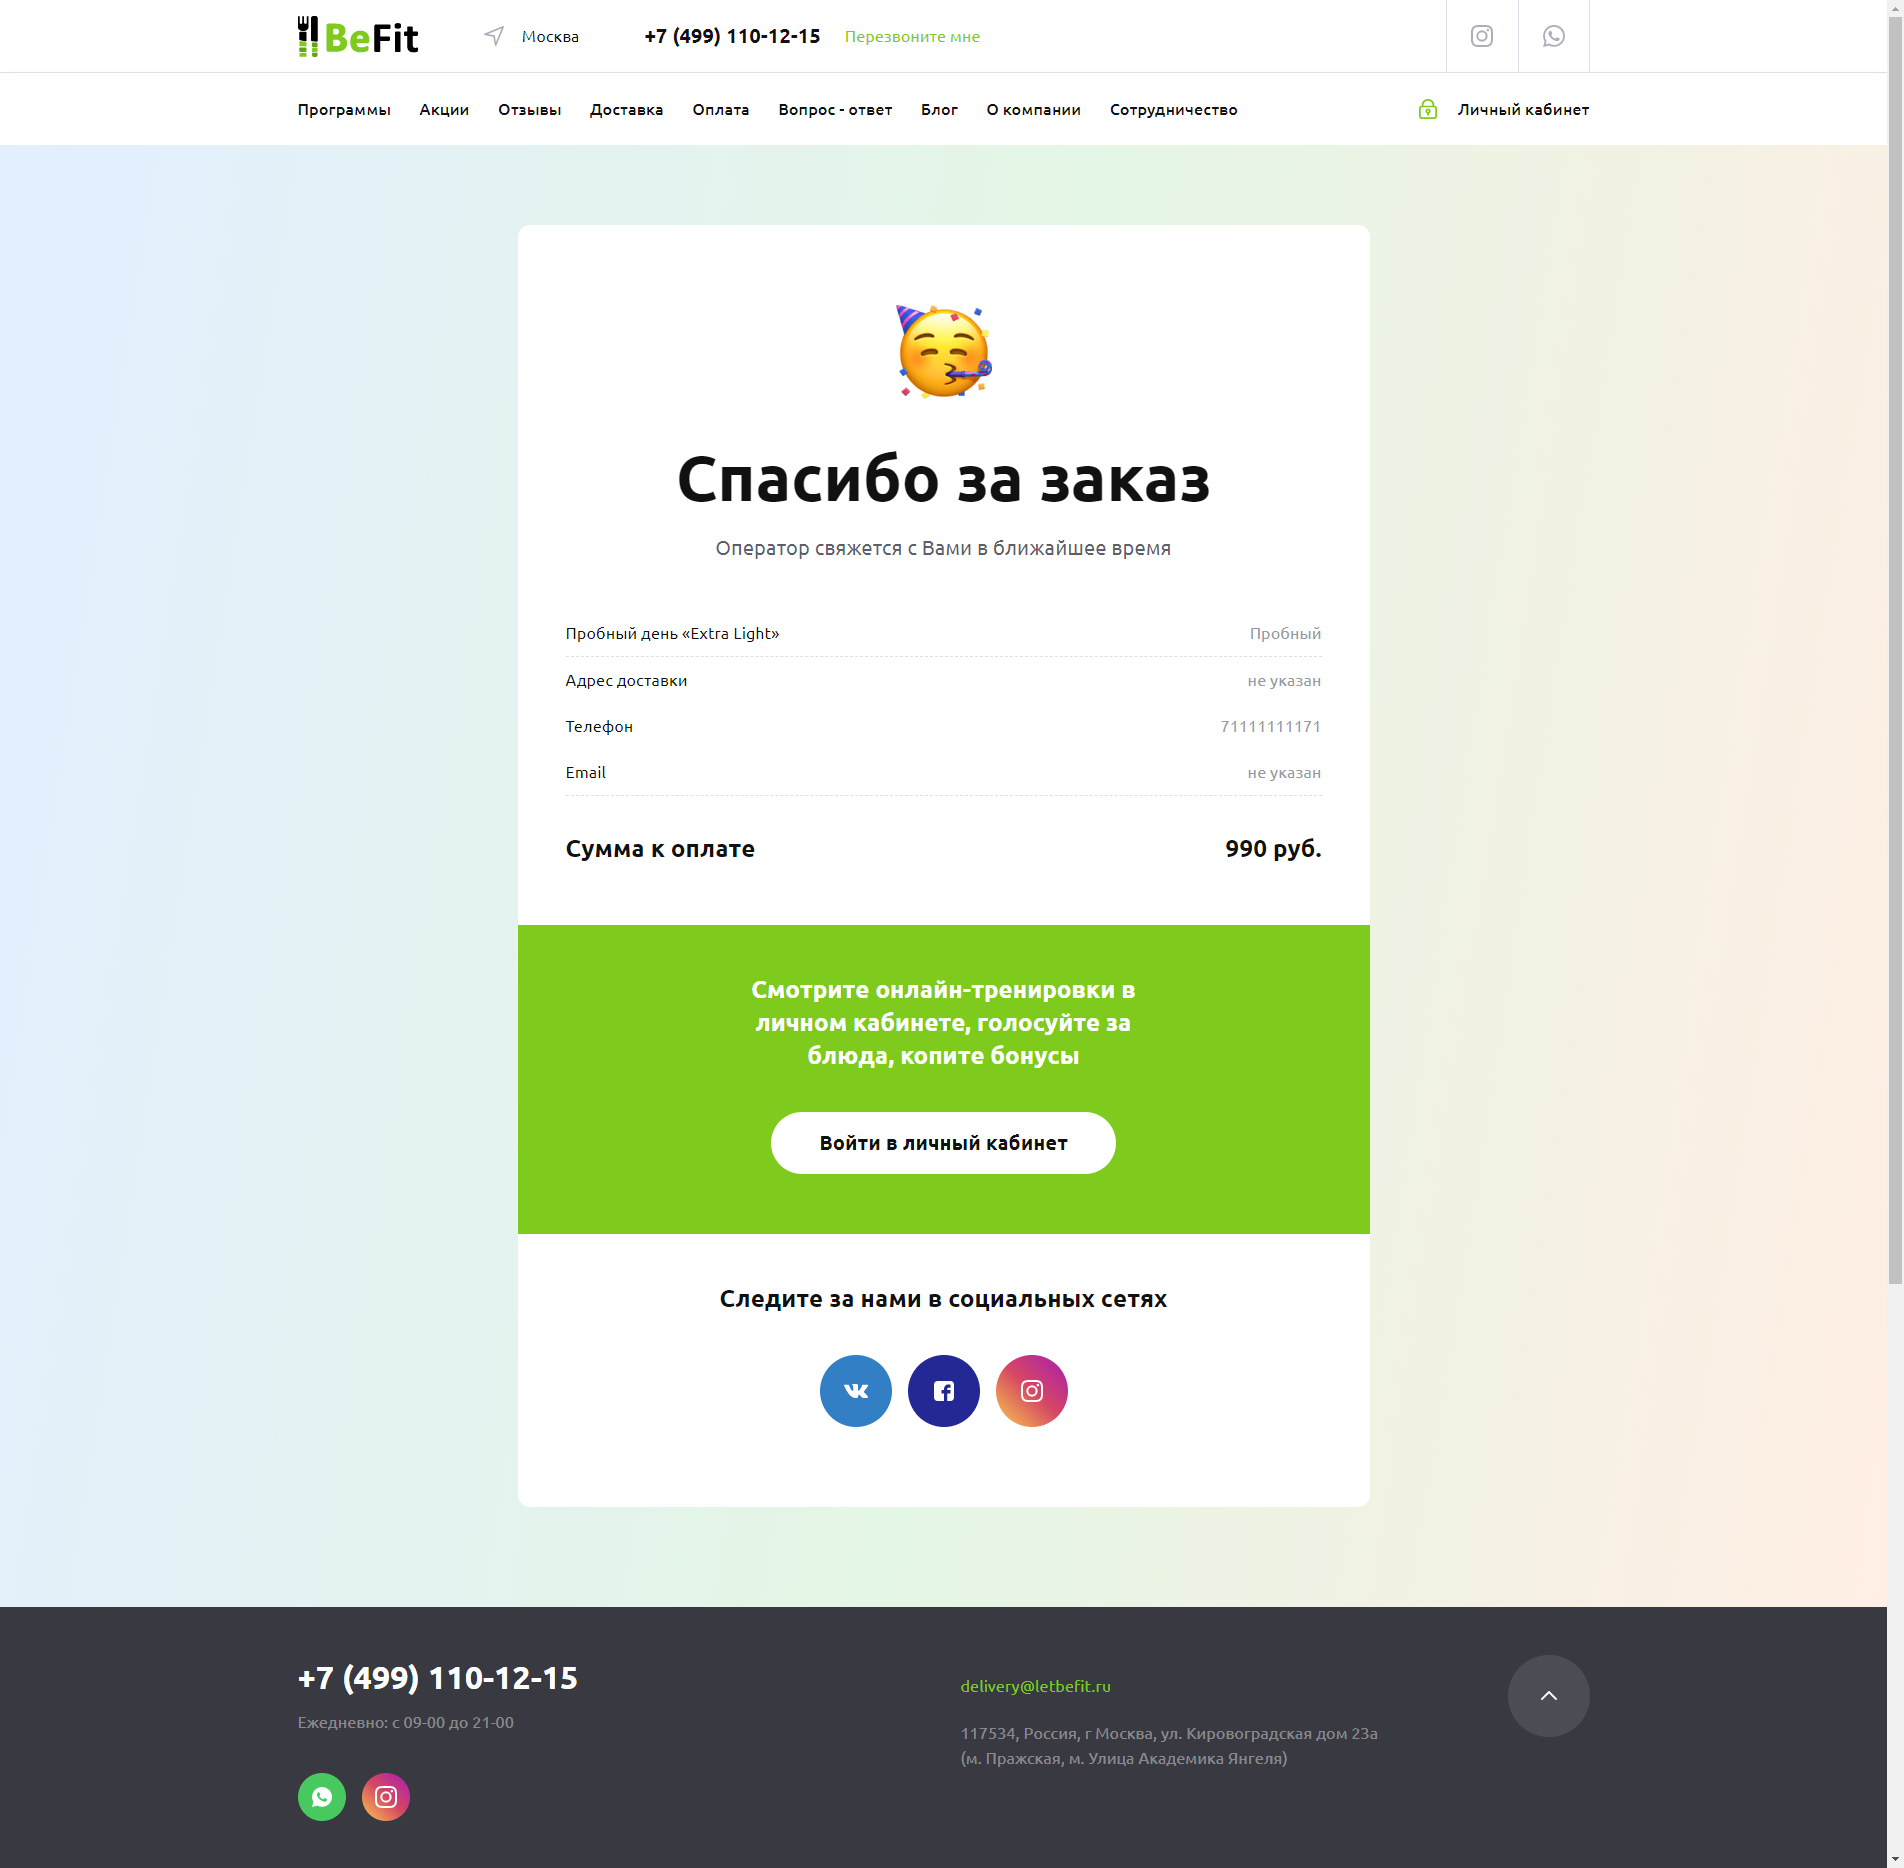 BeFit
Москва
+7 (499) 110-12-15
Перезвоните мне
Программы
Акции
Отзывы
Доставка
Оплата
Вопрос - ответ
Блог
О компании
Сотрудничество
Личный кабинет
Спасибо за заказ
Оператор свяжется с Вами в ближайшее время
Пробный день «Extra Light»
Пробный
Адрес доставки
не указан
Телефон
71111111171
Email
не указан
Сумма к оплате
990 руб.
Смотрите онлайн-тренировки в
личном кабинете, голосуйте за
блюда, копите бонусы
Войти в личный кабинет
Следите за нами в социальных сетях
+7 (499) 110-12-15
Ежедневно: с 09-00 до 21-00
delivery@letbefit.ru
117534, Россия, г Москва, ул. Кировоградская дом 23а
(м. Пражская, м. Улица Академика Янгеля)